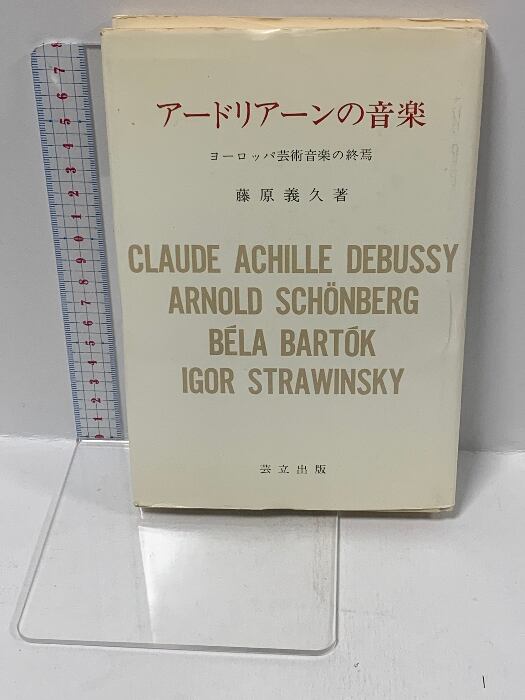 アードリアーンの音楽
ヨーロッパ芸術音楽の終焉
藤原義久著
CLAUDE ACHILLE DEBUSSY
ARNOLD SCHÖNBERG
BÉLA BARTÓK
IGOR STRAWINSKY
芸立出版